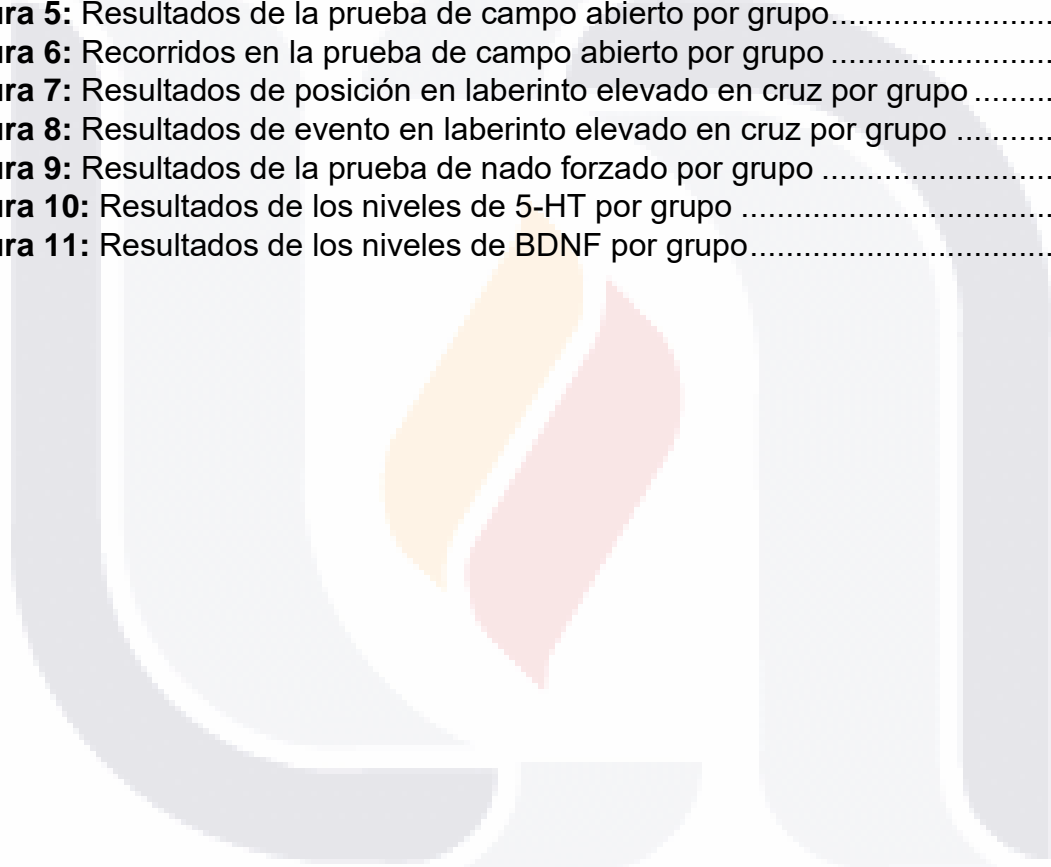 ura 5: Resultados de la prueba de campo abierto por grupo..............................
ura 6: Recorridos en la prueba de campo abierto por grupo ..............................
ura 7: Resultados de posición en laberinto elevado en cruz por grupo ..........
ura 8: Resultados de evento en laberinto elevado en cruz por grupo ............
ura 9: Resultados de la prueba de nado forzado por grupo ..............................
ura 10: Resultados de los niveles de 5-HT por grupo ........................................
ura 11: Resultados de los niveles de BDNF por grupo.......................................